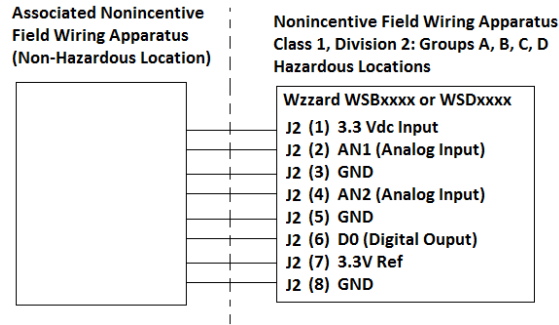 Associated Nonincentive
Field Wiring Apparatus
(Non-Hazardous Location)
Nonincentive Field Wiring Apparatus
Class 1, Division 2: Groups A, B, C, D
Hazardous Locations
Wzzard WSBxxxx or WSDxxxx
J2 (1) 3.3 Vdc Input
J2 (2) AN1 (Analog Input)
J2 (3) GND
J2 (4) AN2 (Analog Input)
J2 (5) GND
J2 (6) D0 (Digital Ouput)
J2 (7) 3.3V Ref
J2 (8) GND